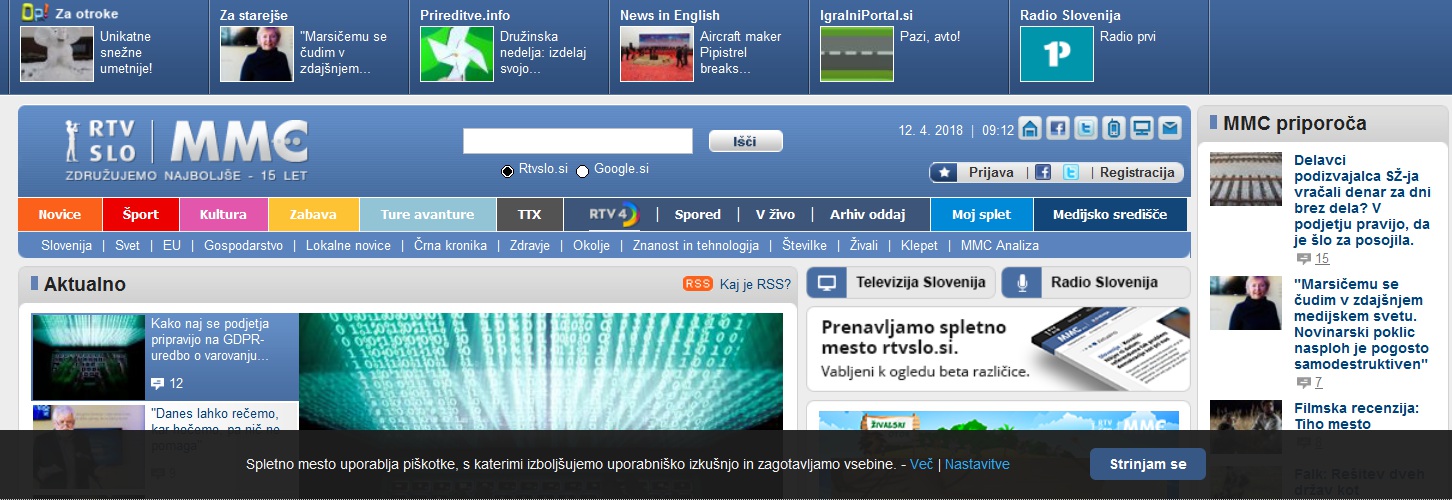 Op! Za otroke
Unikatne
snežne
umetnije!
Za starejše
"Marsičemu se
čudim v
zdajšnjem...
Prireditve.info
Družinska
nedelja: izdelaj
svojo...
News in English
Aircraft maker
Pipistrel
breaks...
IgralniPortal.si
Pazi, avto!
Radio Slovenija
Radio prvi
RTV
SLO
MMC
ZDRUŽUJEMO NAJBOLJŠE - 15 LET
Išči
Rtvslo.si Google.si
12. 4. 2018 | 09:12
Prijava | | Registracija
Novice Šport Kultura Zabava Ture avanture TTX RTV 4 | Spored | V živo | Arhiv oddaj Moj splet Medijsko središče
Slovenija | Svet | EU | Gospodarstvo | Lokalne novice | Črna kronika | Zdravje | Okolje | Znanost in tehnologija | Številke | Živali | Klepet | MMC Analiza
Aktualno
RSS Kaj je RSS?
Kako naj se podjetja
pripravijo na GDPR-
uredbo o varovanju...
12
"Danes lahko rečemo,
kar hočemo, pa nič ne
pomaga"
Televizija Slovenija
Radio Slovenija
Prenavljamo spletno
mesto rtvslo.si.
Vabljeni k ogledu beta različice.
ŽIVALSKI
RTV
MMC
MMC priporoča
Delavci
podizvajalca SŽ-ja
vračali denar za dni
brez dela? V
podjetju pravijo, da
je šlo za posojila.
15
"Marsičemu se
čudim v zdajšnjem
medijskem svetu.
Novinarski poklic
nasploh je pogosto
samodestruktiven"
7
Filmska recenzija:
Tiho mesto
Falk: Rešitev dveh
držav kot
Spletno mesto uporablja piškotke, s katerimi izboljšujemo uporabniško izkušnjo in zagotavljamo vsebine. - Več | Nastavitve
Strinjam se